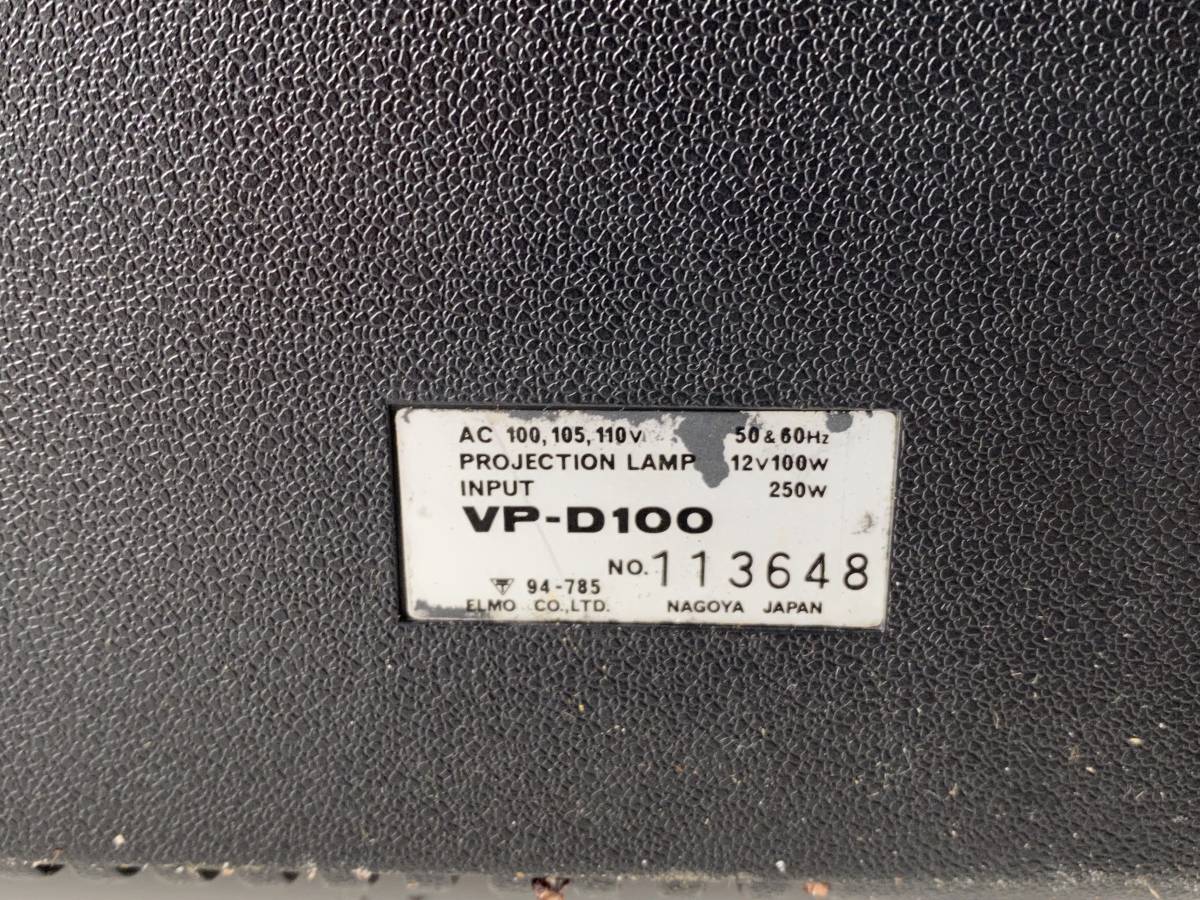 AC 100,105,110V 50 & 60Hz
PROJECTION LAMP 12V100W
INPUT 250W
VP-D100
NO. 113648
94-785
ELMO CO.,LTD. NAGOYA JAPAN